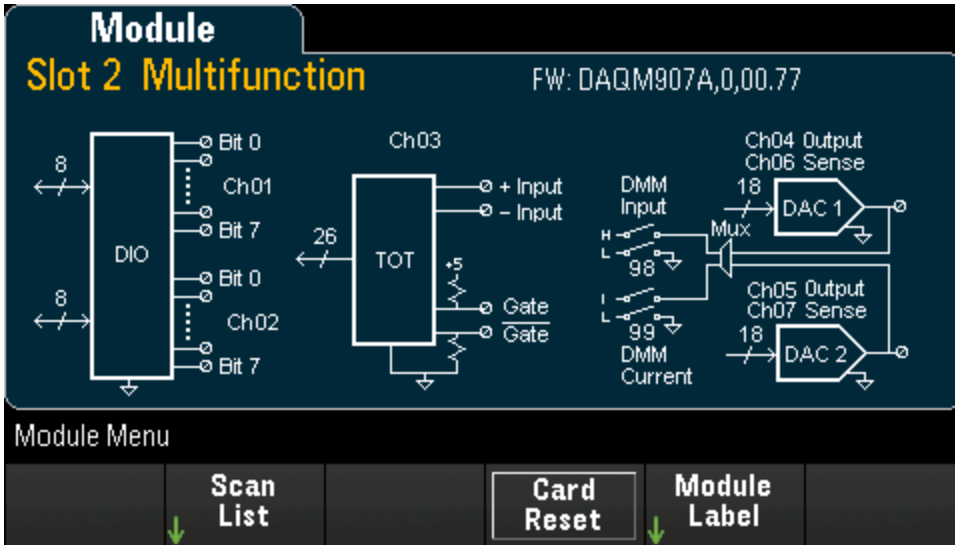 Module
Slot 2 Multifunction
FW: DAQM907A,0,00.77
8
Bit 0
Ch01
Bit 7
DIO
8
Bit 0
Ch02
Bit 7
Ch03
26
TOT
+ Input
– Input
+5
Gate
Gate
DMM
Input
H
L
98
I
L
99
DMM
Current
Mux
Ch04 Output
Ch06 Sense
18
DAC 1
Ch05 Output
Ch07 Sense
18
DAC 2
Module Menu
Scan
List
Card
Reset
Module
Label